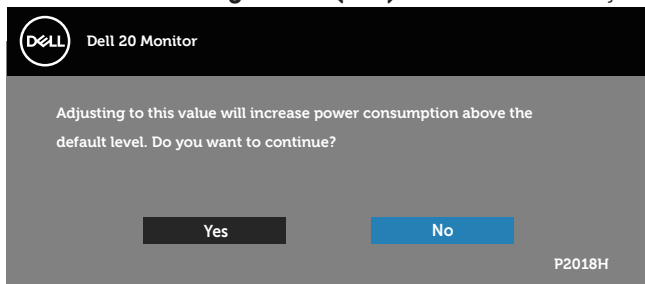 DELL
Dell 20 Monitor
Adjusting to this value will increase power consumption above the
default level. Do you want to continue?
Yes No
P2018H